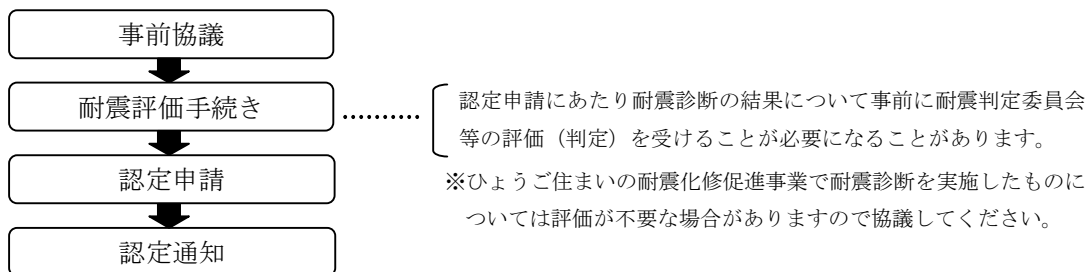 事前協議
耐震評価手続き
認定申請にあたり耐震診断の結果について事前に耐震判定委員会
等の評価（判定）を受けることが必要になることがあります。
※ひょうご住まいの耐震化修促進事業で耐震診断を実施したものに
ついては評価が不要な場合がありますので協議してください。
認定申請
認定通知